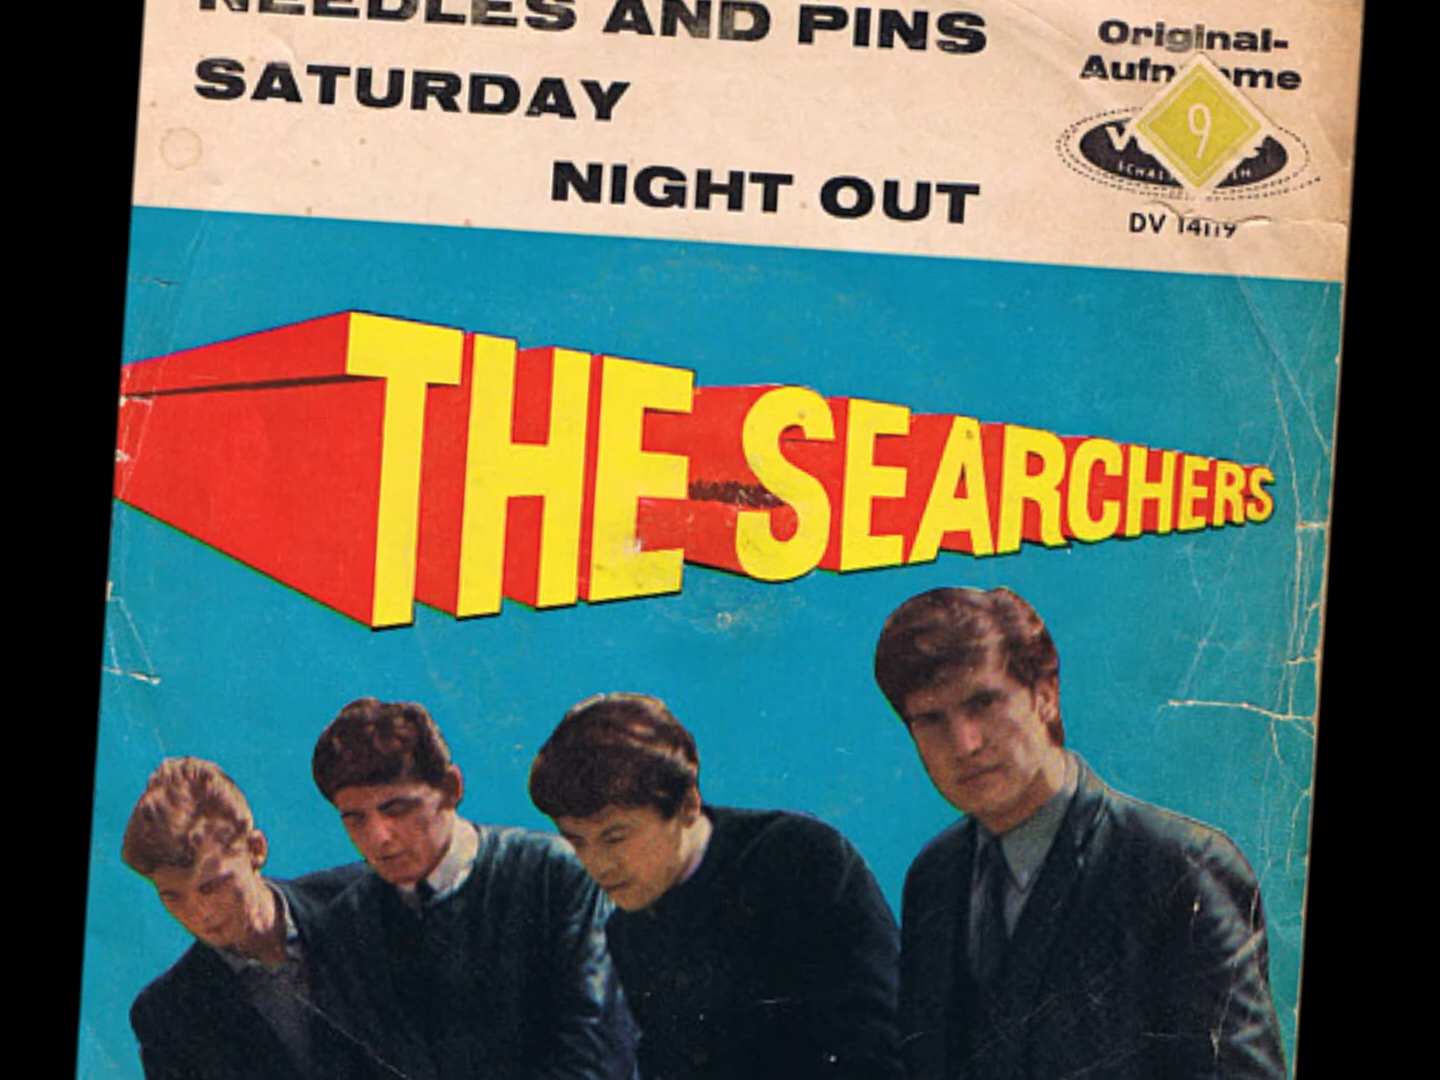 NEEDLES AND PINS
SATURDAY
NIGHT OUT
Original-
9
DV 14119
THE SEARCHERS